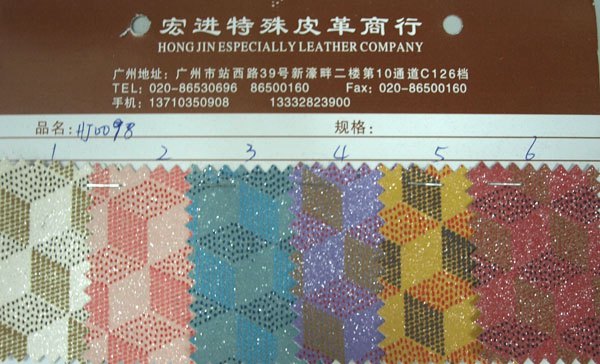 宏进特殊皮革商行
HONG JIN ESPECIALLY LEATHER COMPANY
广州地址：广州市站西路39号新濠畔二楼第10通道C126档
TEL: 020-86530696 86500160 Fax: 020-86500160
手机: 13710350908 13332823900
品名: HJ0098 规格:
1 2 3 4 5 6